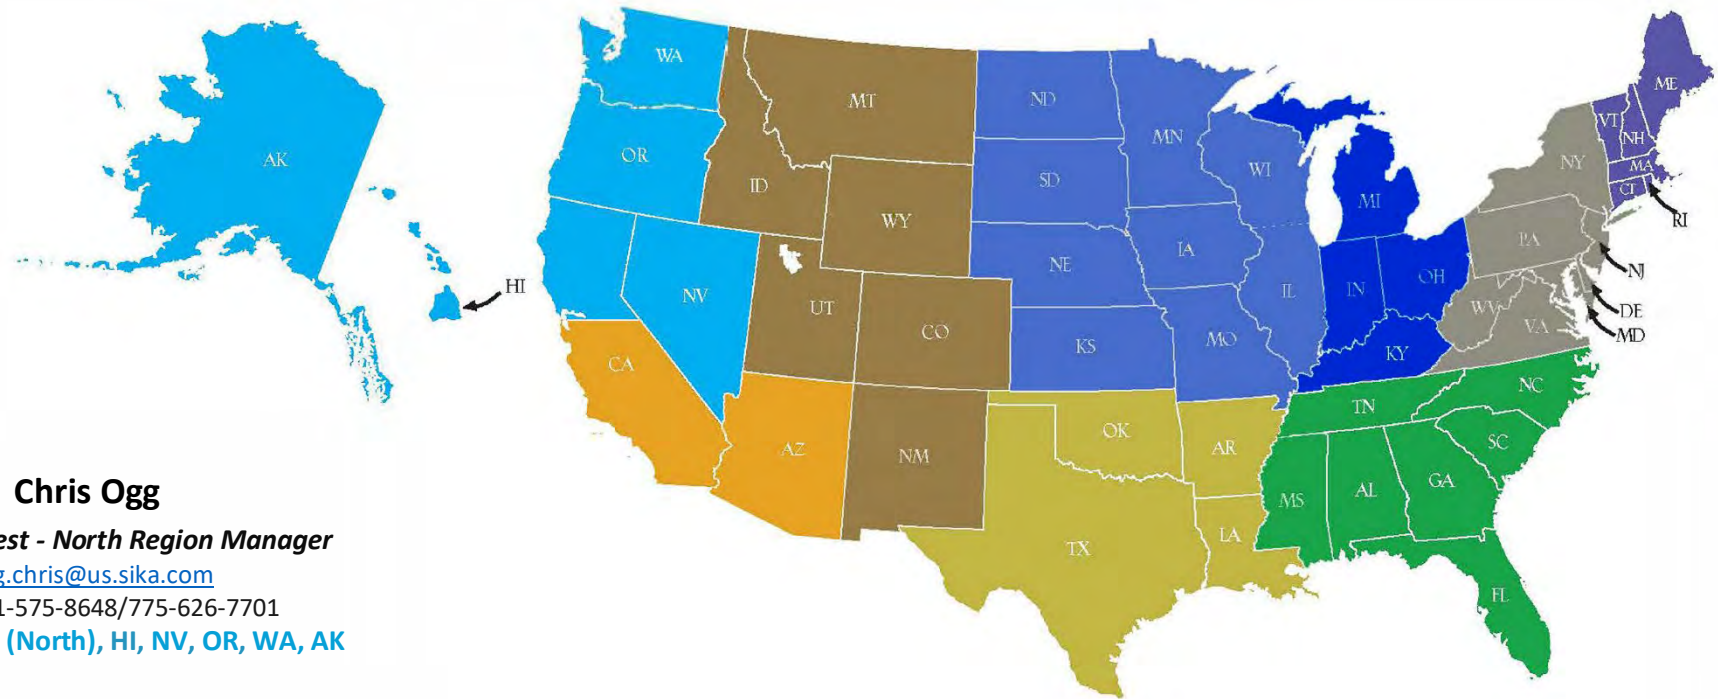 AK
HI
WA
OR
NV
CA
AZ
MT
ID
WY
UT
CO
NM
ND
SD
NE
KS
MN
IA
MO
WI
IL
MI
IN
OH
KY
OK
TX
AR
LA
TN
MS
AL
GA
NC
SC
FL
NY
PA
WV
VA
NJ
DE
MD
ME
VT
NH
MA
CT
RI
Chris Ogg
est - North Region Manager
g.chris@us.sika.com
1-575-8648/775-626-7701
(North), HI, NV, OR, WA, AK